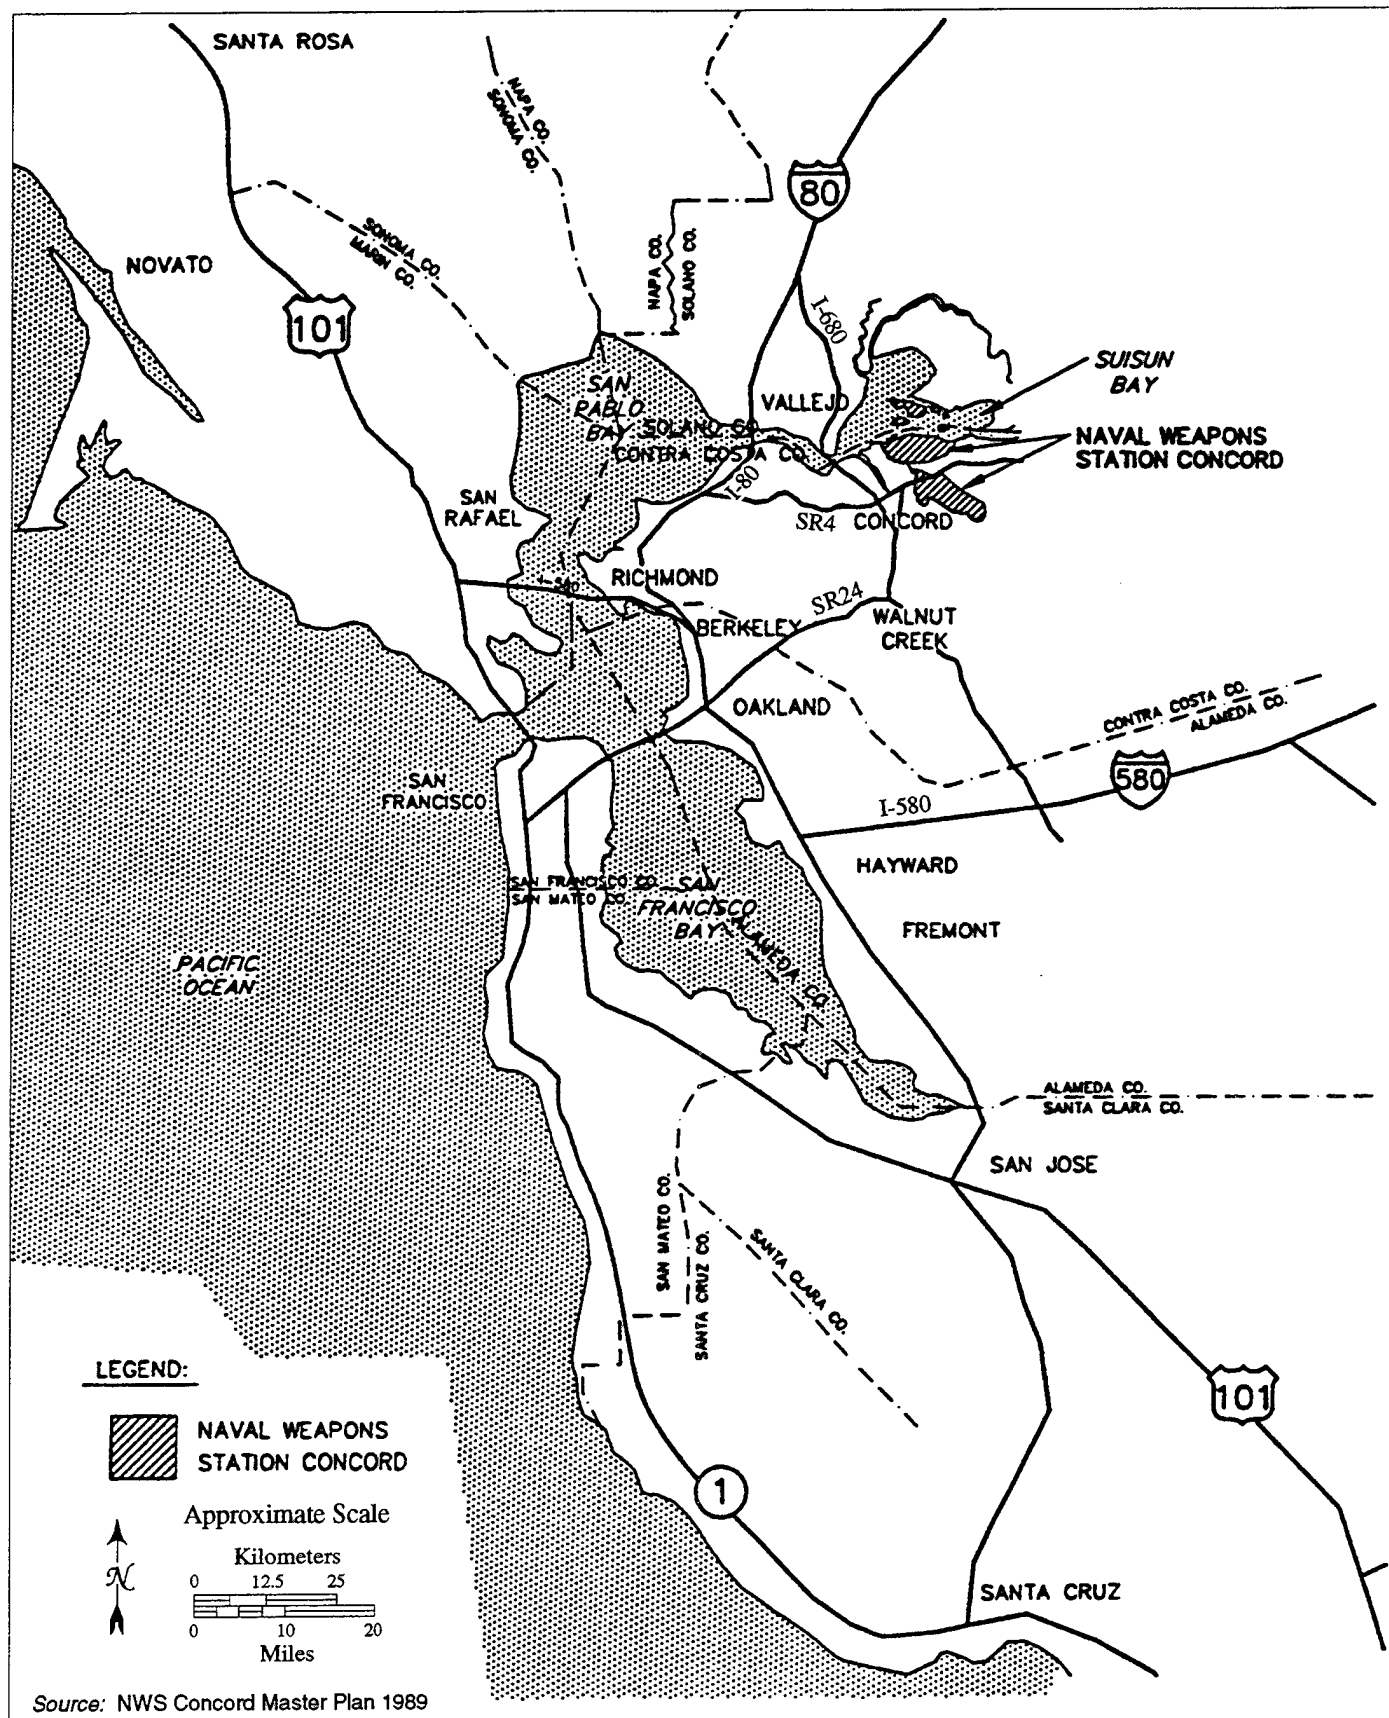 SANTA ROSA
NAPA CO.
SONOMA CO.
80
SONOMA CO.
MARIN CO.
NAPA CO.
SOLANO CO.
NOVATO
101
I-680
SUISUN
BAY
SAN
PABLO
BAY
VALLEJO
SOLANO CO.
CONTRA COSTA CO.
NAVAL WEAPONS
STATION CONCORD
I-80
SAN
RAFAEL
SR4
CONCORD
I-580
RICHMOND
SR24
BERKELEY
WALNUT
CREEK
OAKLAND
CONTRA COSTA CO.
ALAMEDA CO.
580
SAN
FRANCISCO
I-580
HAYWARD
SAN FRANCISCO CO.
SAN MATEO CO.
SAN
FRANCISCO
BAY
ALAMEDA CO.
FREMONT
PACIFIC
OCEAN
ALAMEDA CO.
SANTA CLARA CO.
SAN JOSE
SAN MATEO CO.
SANTA CRUZ CO.
SANTA CLARA CO.
101
LEGEND:
NAVAL WEAPONS
STATION CONCORD
1
Approximate Scale
N
Kilometers
0 12.5 25
0 10 20
Miles
SANTA CRUZ
Source: NWS Concord Master Plan 1989